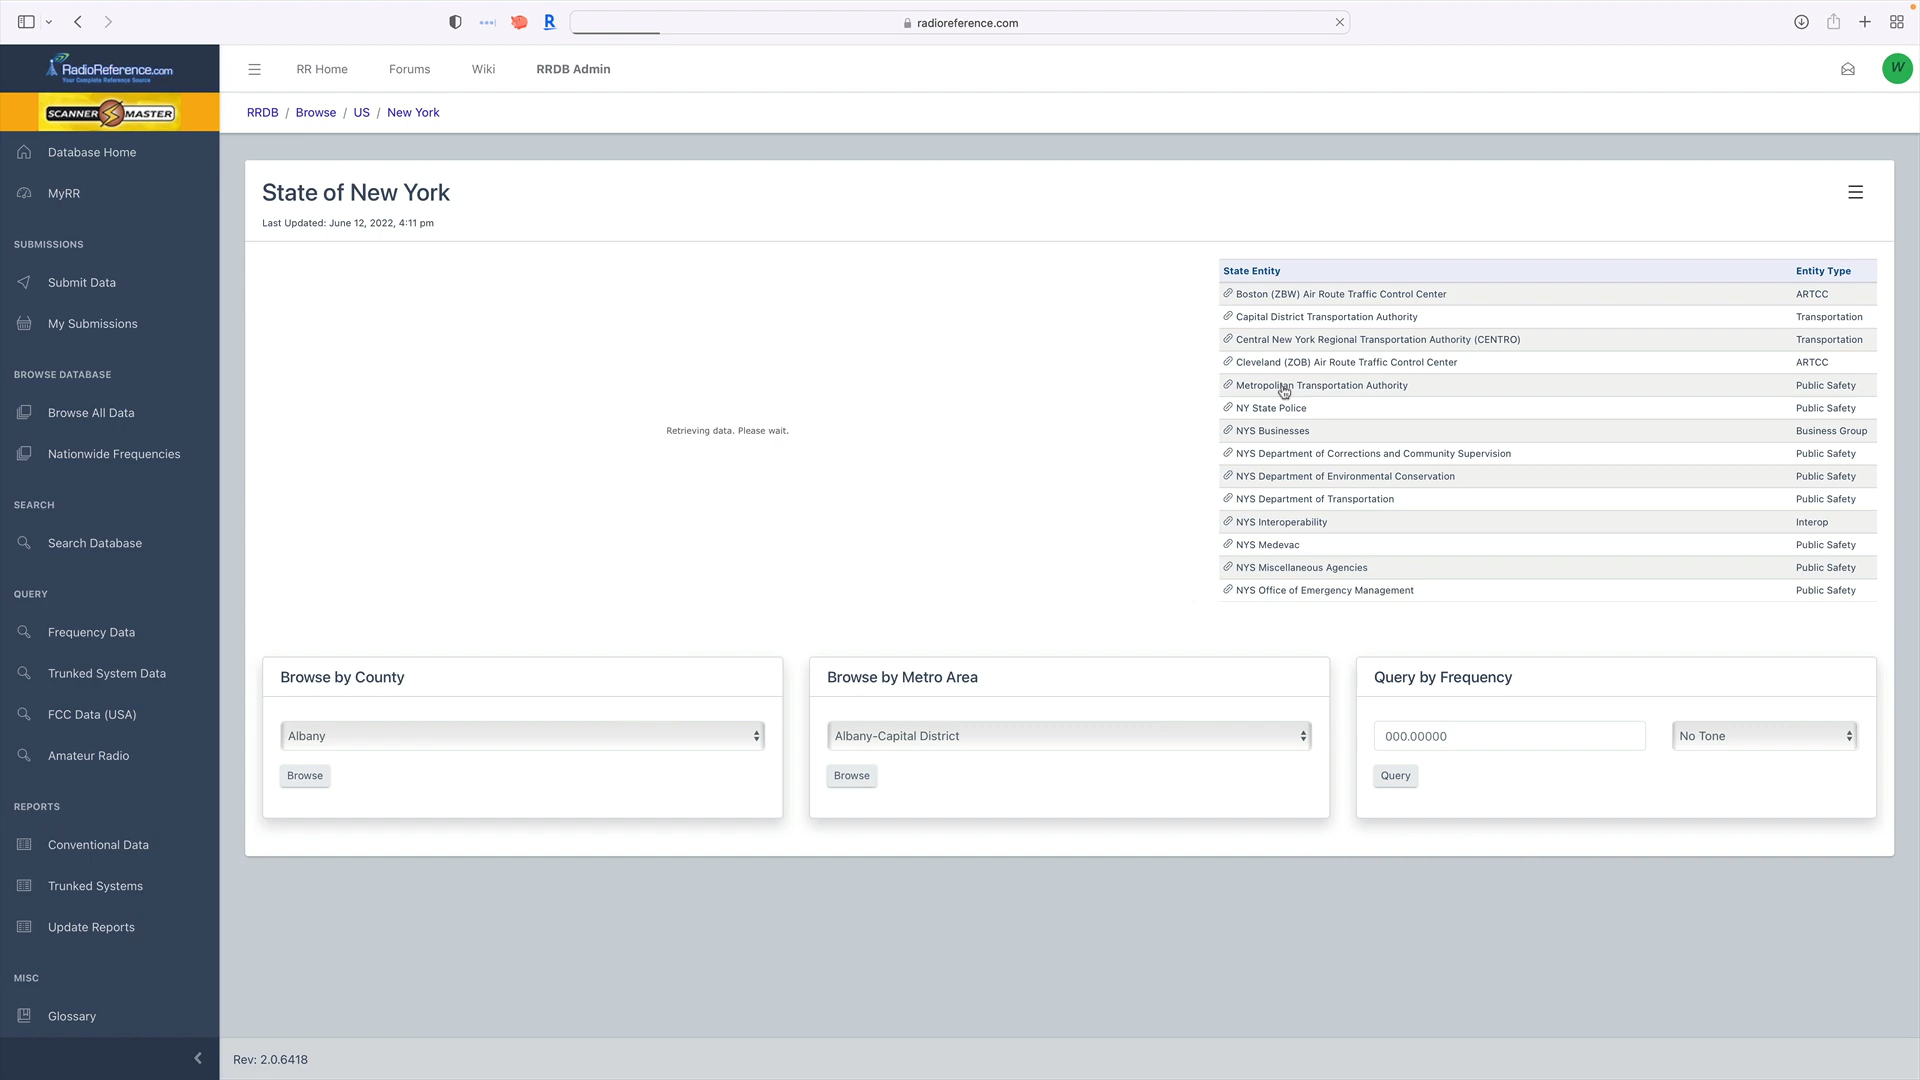 radioreference.com
RadioReference.com
Your Complete Reference Source
RR Home Forums Wiki RRDB Admin
W
SCANNER MASTER
RRDB / Browse / US / New York
Database Home
MyRR
SUBMISSIONS
Submit Data
My Submissions
BROWSE DATABASE
Browse All Data
Nationwide Frequencies
SEARCH
Search Database
QUERY
Frequency Data
Trunked System Data
FCC Data (USA)
Amateur Radio
REPORTS
Conventional Data
Trunked Systems
Update Reports
MISC
Glossary
State of New York
Last Updated: June 12, 2022, 4:11 pm
Retrieving data. Please wait.
State Entity Entity Type
Boston (ZBW) Air Route Traffic Control Center ARTCC
Capital District Transportation Authority Transportation
Central New York Regional Transportation Authority (CENTRO) Transportation
Cleveland (ZOB) Air Route Traffic Control Center ARTCC
Metropolitan Transportation Authority Public Safety
NY State Police Public Safety
NYS Businesses Business Group
NYS Department of Corrections and Community Supervision Public Safety
NYS Department of Environmental Conservation Public Safety
NYS Department of Transportation Public Safety
NYS Interoperability Interop
NYS Medevac Public Safety
NYS Miscellaneous Agencies Public Safety
NYS Office of Emergency Management Public Safety
Browse by County
Albany
Browse
Browse by Metro Area
Albany-Capital District
Browse
Query by Frequency
000.00000 No Tone
Query
Rev: 2.0.6418